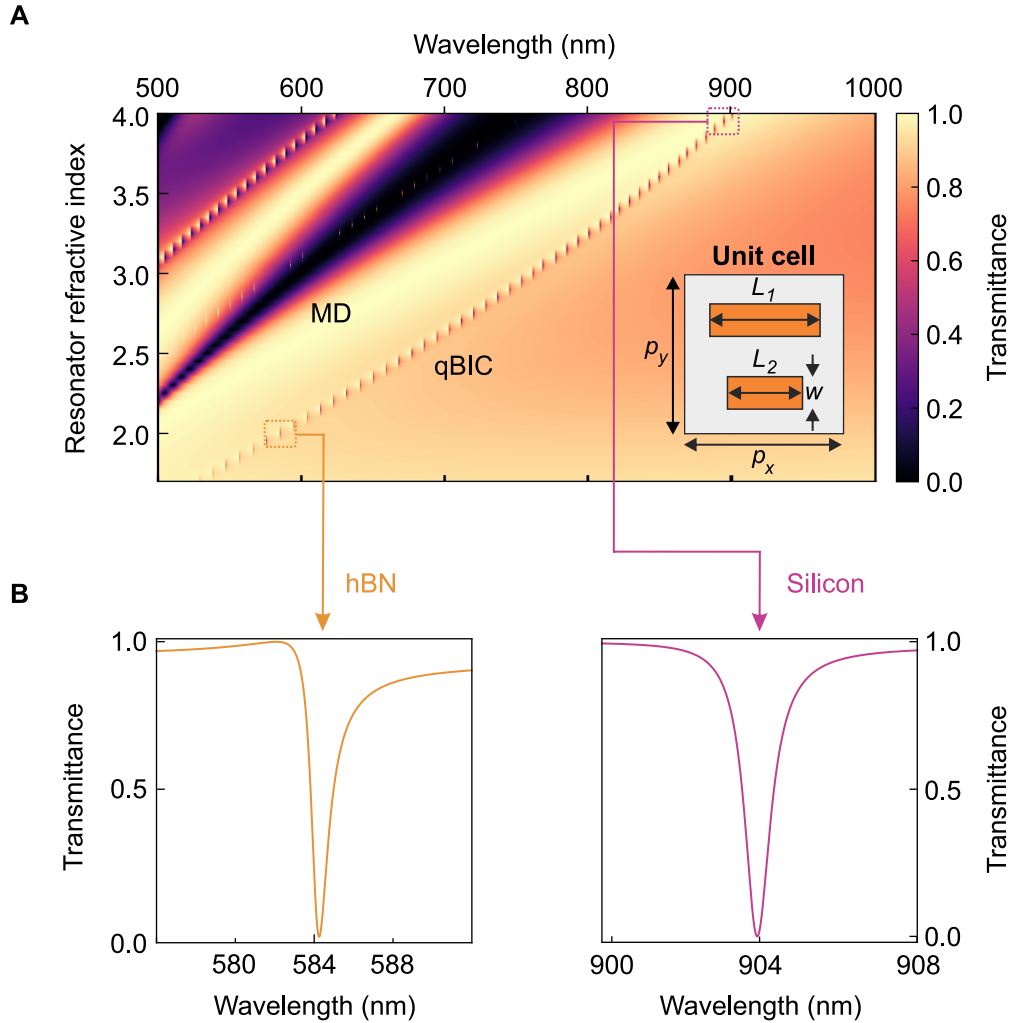 A
Wavelength (nm)
500 600 700 800 900 1000
4.0
3.5
3.0
2.5
2.0
Resonator refractive index
MD
qBIC
Unit cell
L1
L2
w
py
px
1.0
0.8
0.6
0.4
0.2
0.0
Transmittance
B
hBN
Silicon
1.0
0.5
0.0
Transmittance
580 584 588
Wavelength (nm)
1.0
0.5
0.0
Transmittance
900 904 908
Wavelength (nm)